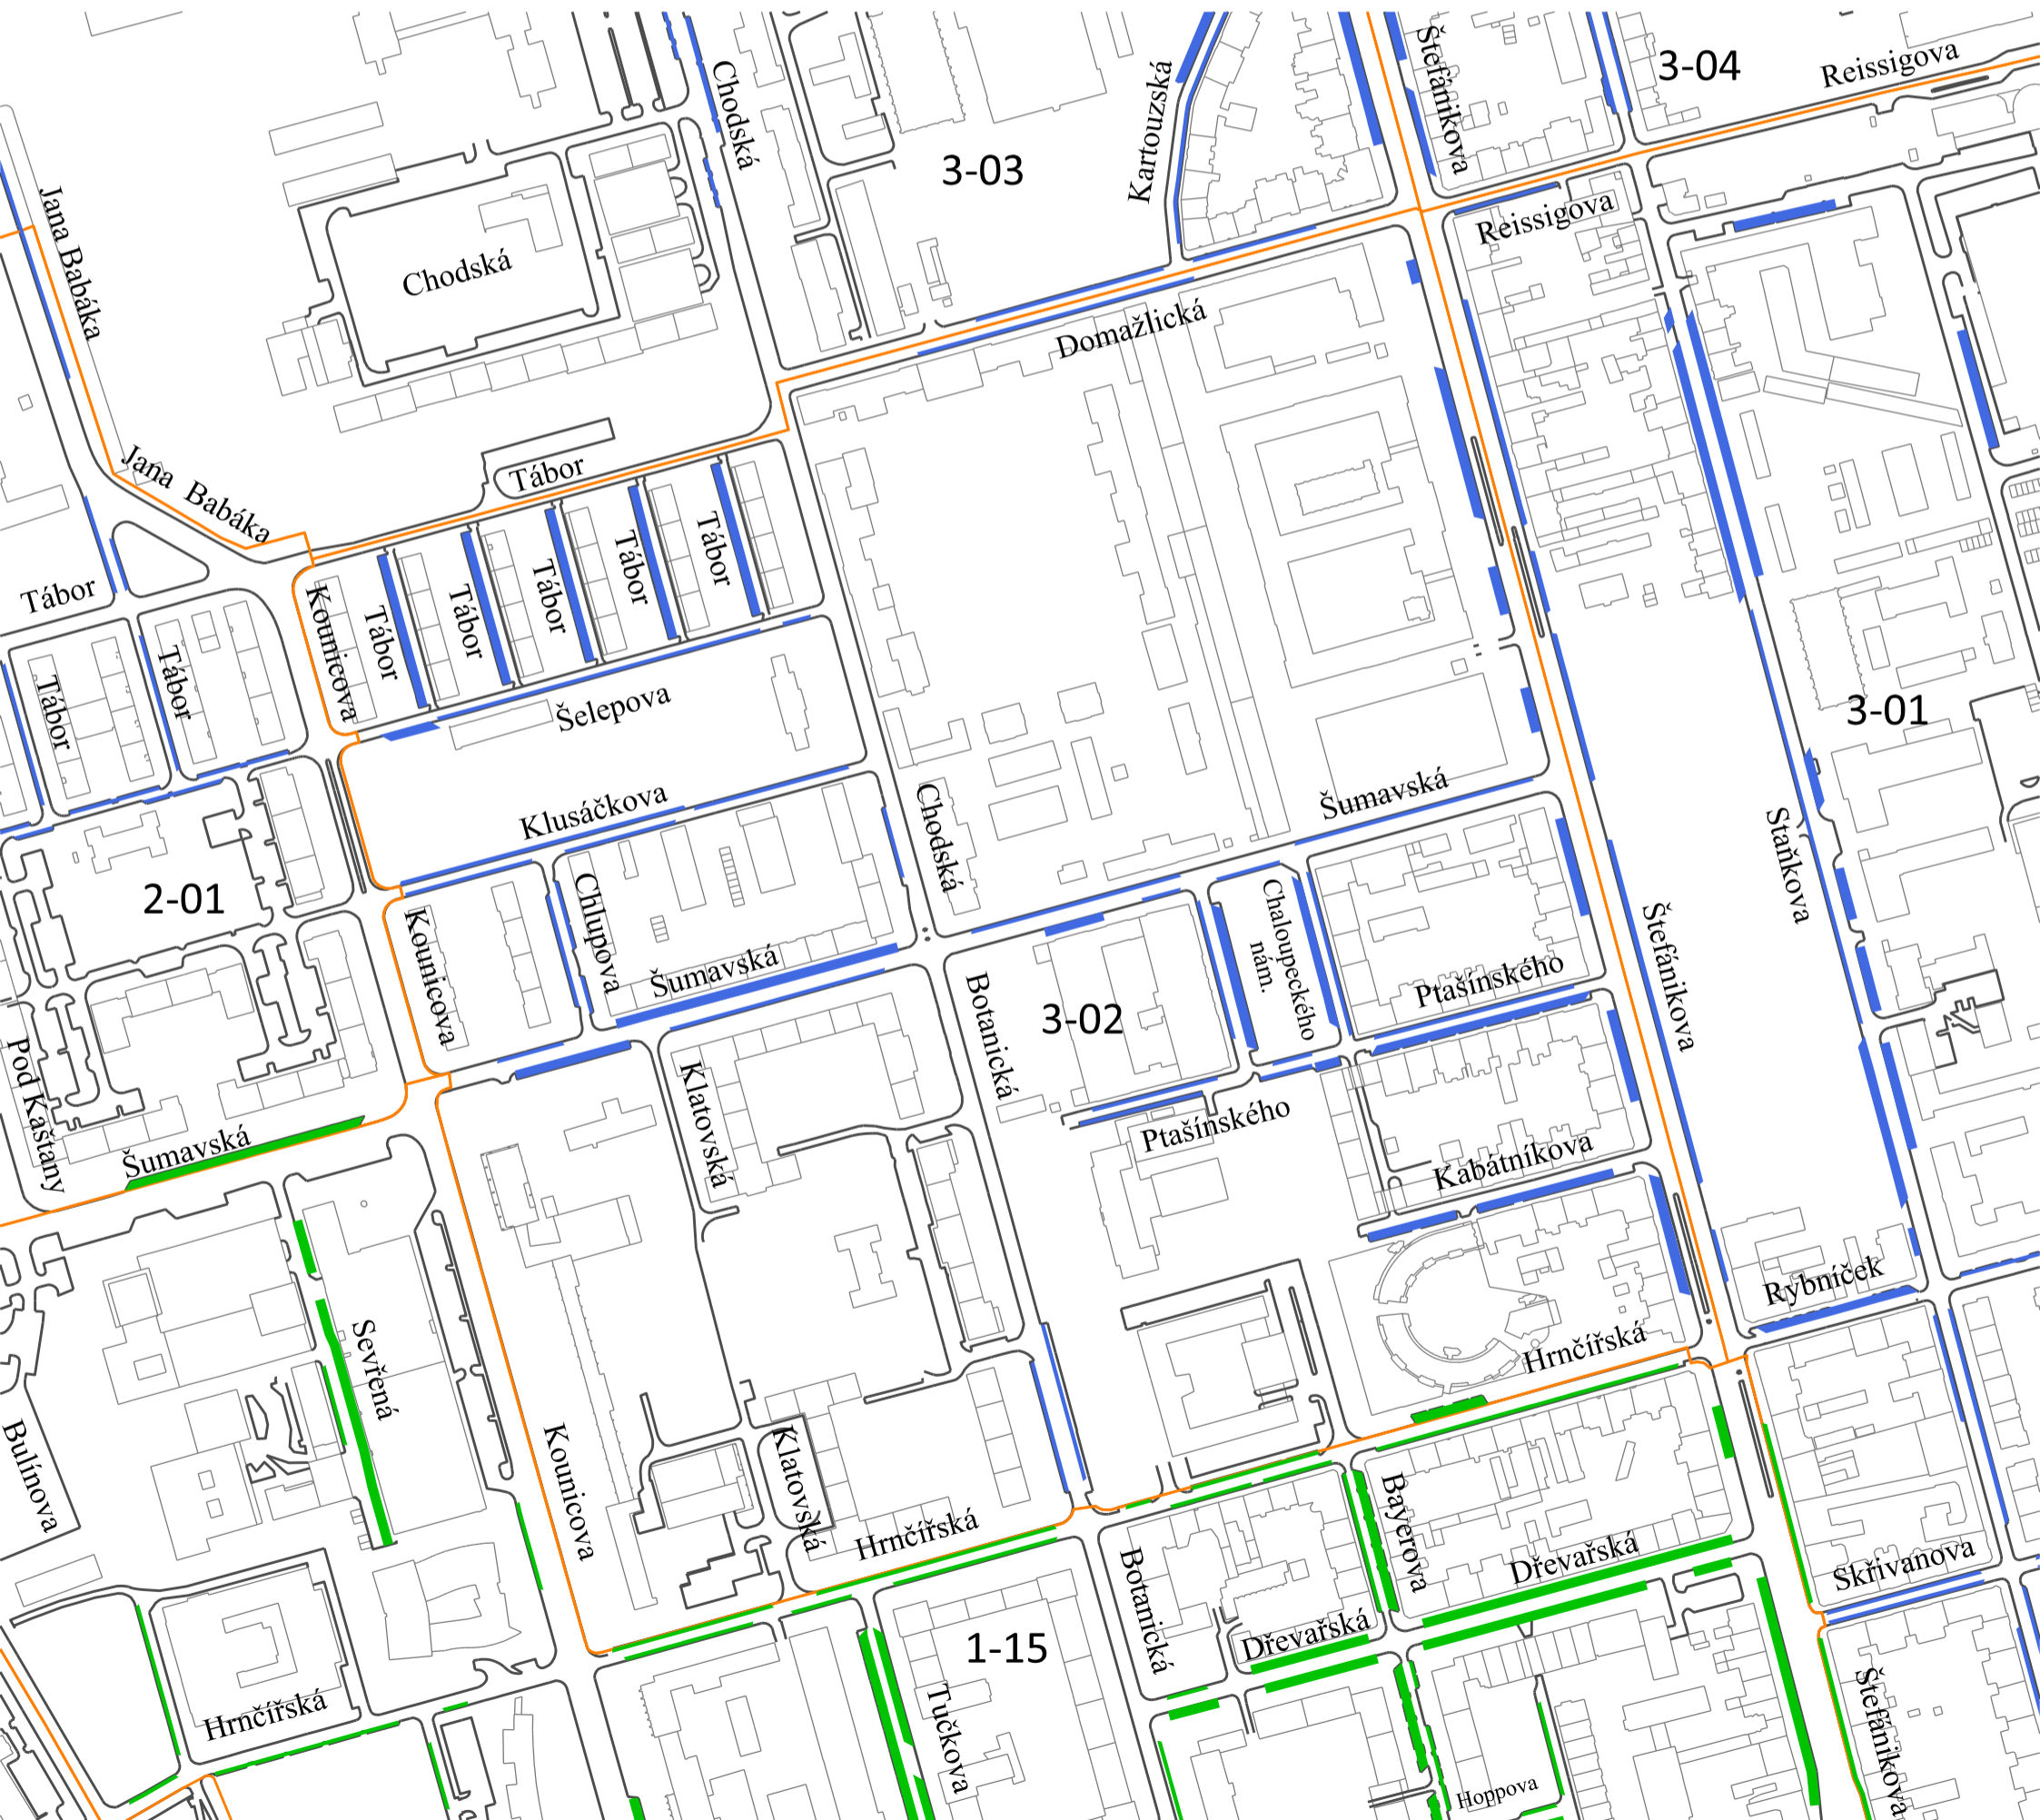 Štefánikova
3-04
Reissigova
Chodská
Kartouzská
3-03
Jana Babáka
Reissigova
Chodská
Domažlická
Jana Babáka
Tábor
Tábor
Tábor
Tábor
Tábor
Tábor
Tábor
Kounicova
Tábor
Tábor
Šelepova
3-01
Klusáčkova
Šumavská
Chodská
Staňkova
2-01
Chlupova
Chaloupeckého
nám.
Kounicova
Štefánikova
Šumavská
Ptašínského
Botanická
3-02
Pod Kaštany
Klatovská
Ptašínského
Šumavská
Kabátníkova
Rybníček
Sevřená
Hrnčířská
Bulínova
Kounicova
Klatovská
Hrnčířská
Bayerova
Dřevařská
Skřivanova
Botanická
Dřevařská
1-15
Hrnčířská
Tučkova
Štefánikova
Hoppova